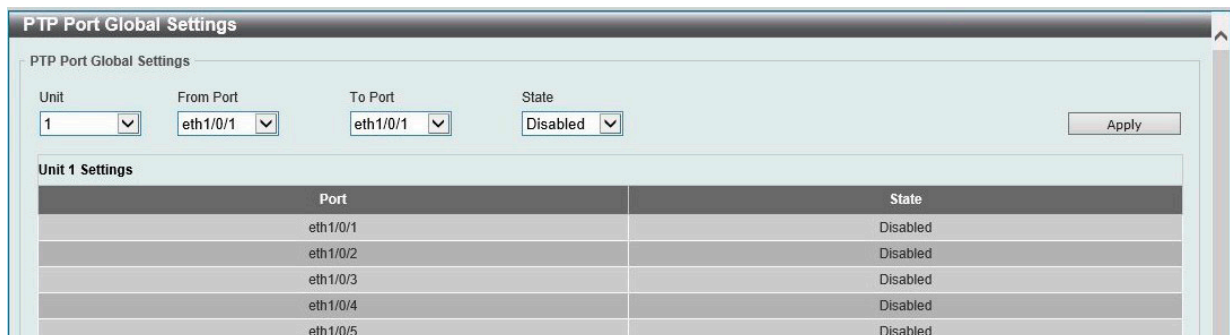 PTP Port Global Settings
PTP Port Global Settings
Unit From Port To Port State
1 eth1/0/1 eth1/0/1 Disabled Apply
Unit 1 Settings
Port State
eth1/0/1 Disabled
eth1/0/2 Disabled
eth1/0/3 Disabled
eth1/0/4 Disabled
eth1/0/5 Disabled